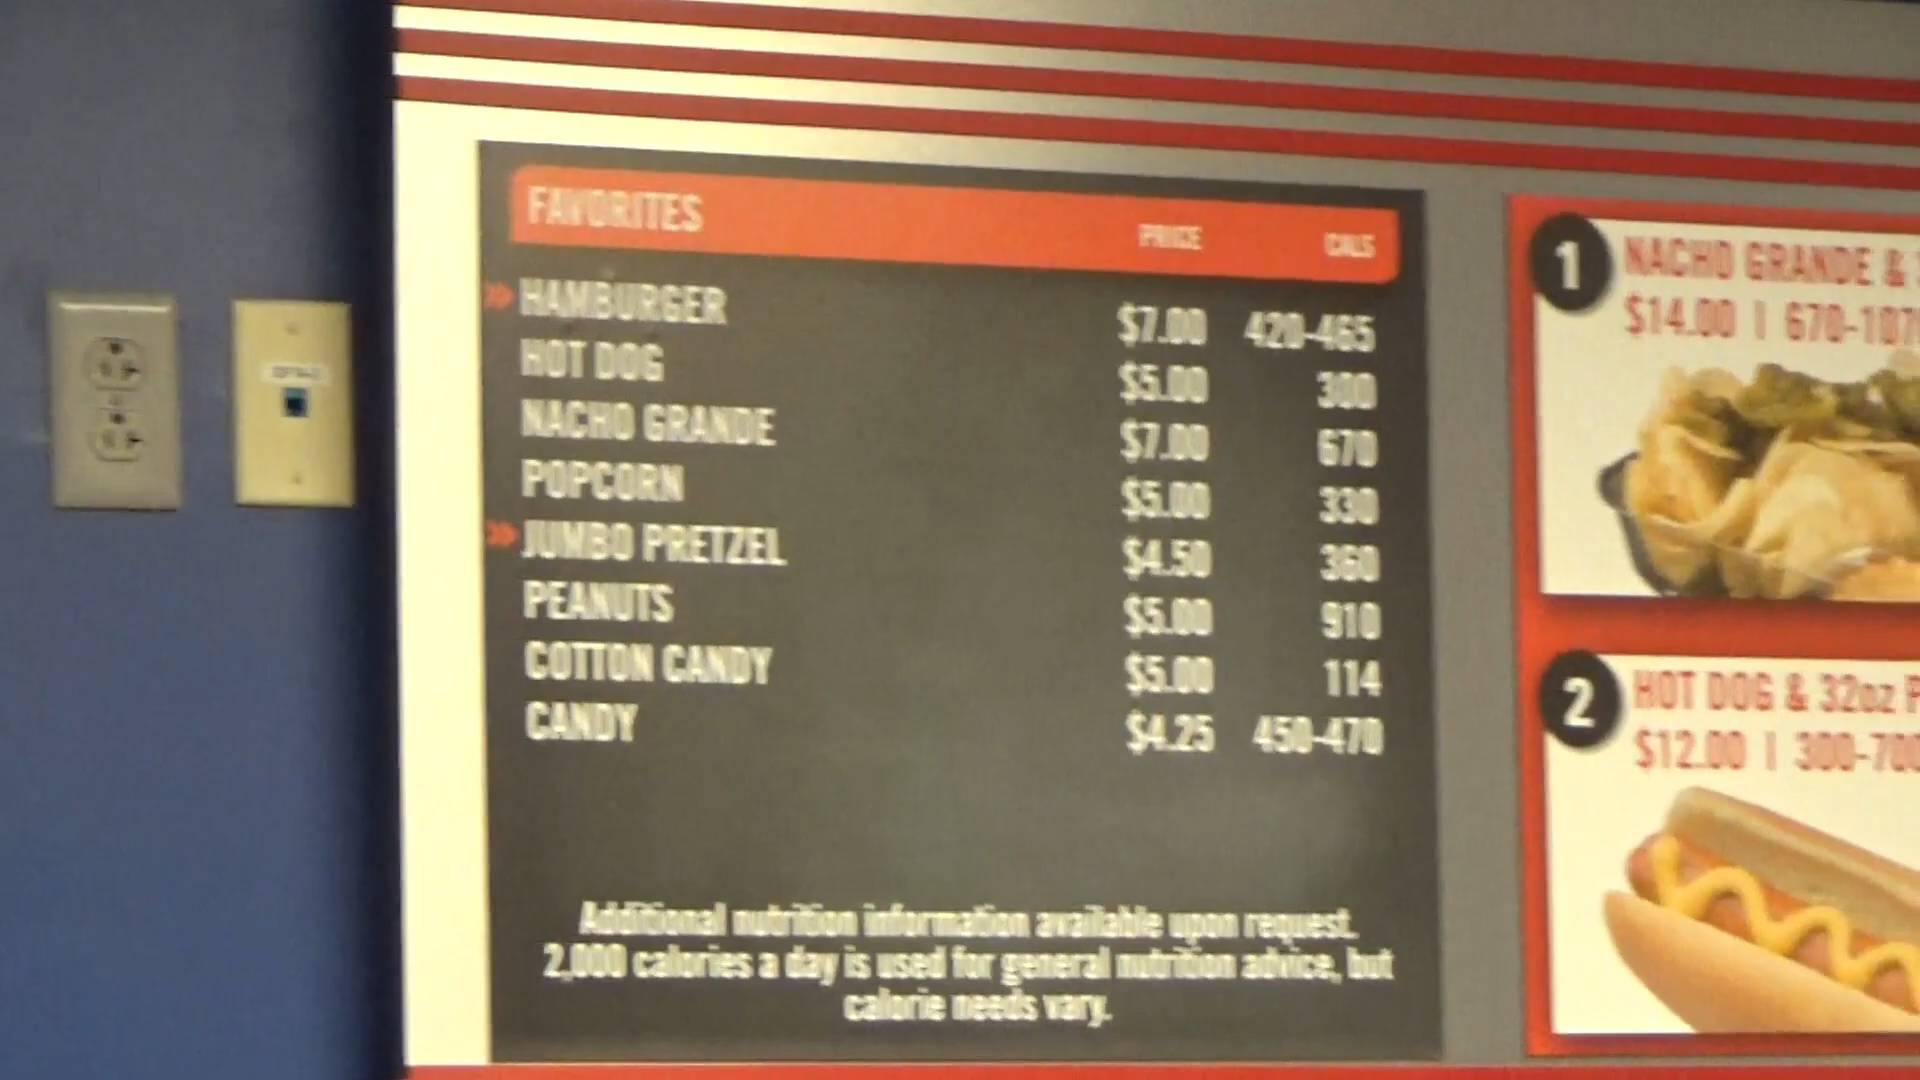 FAVORITES PRICE CALS
HAMBURGER $7.00 420-465
HOT DOG $5.00 300
NACHO GRANDE $7.00 670
POPCORN $5.00 330
JUMBO PRETZEL $4.50 360
PEANUTS $5.00 910
COTTON CANDY $5.00 114
CANDY $4.25 450-470
Additional nutrition information available upon request.
2,000 calories a day is used for general nutrition advice, but
calorie needs vary.
1 NACHO GRANDE &
$14.00 | 670-107
2 HOT DOG & 32oz
$12.00 | 300-700